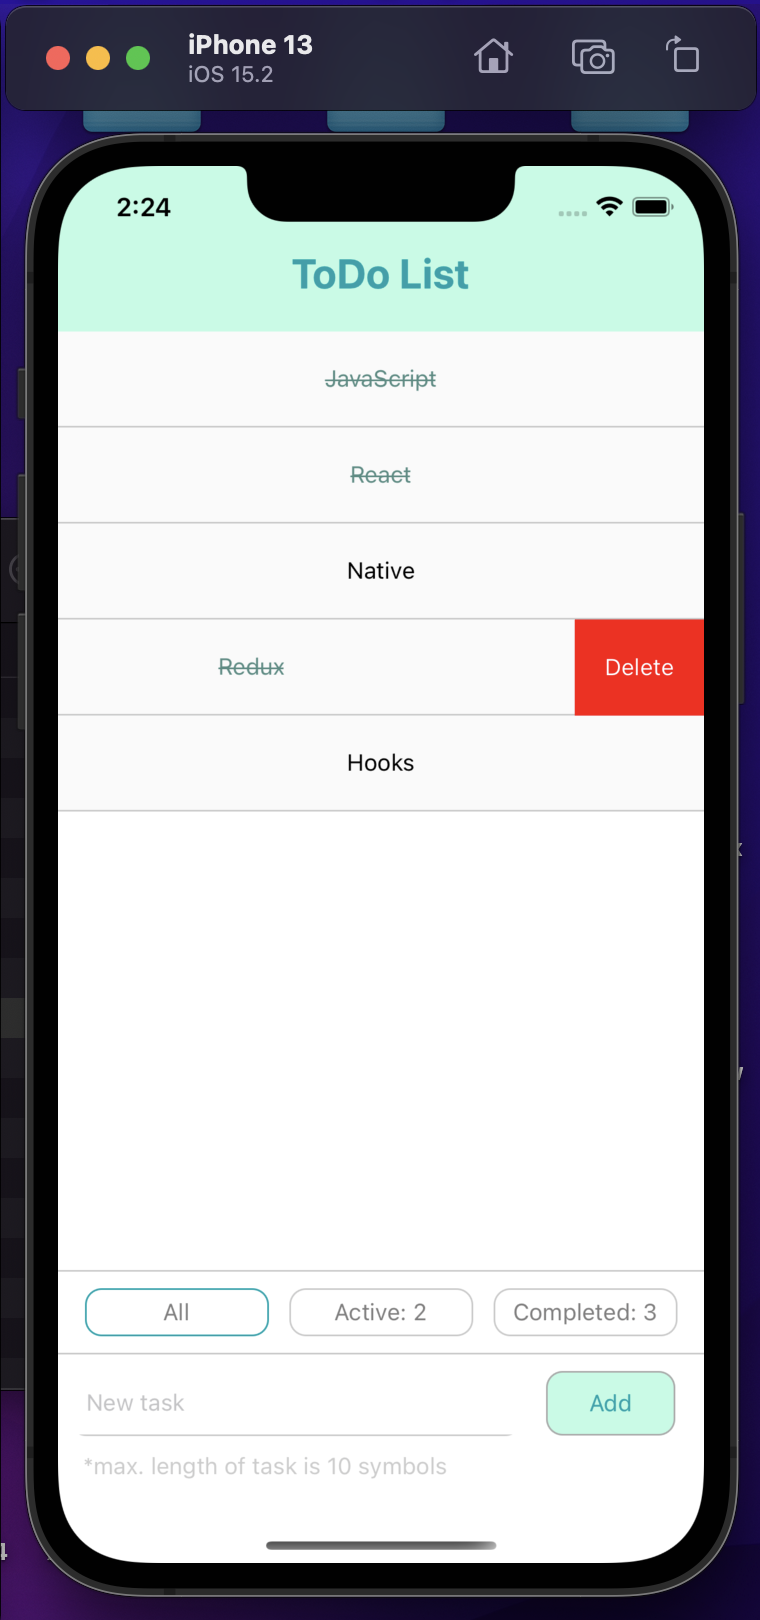 iPhone 13
iOS 15.2
2:24
ToDo List
JavaScript
React
Native
Redux
Delete
Hooks
All
Active: 2
Completed: 3
New task
Add
*max. length of task is 10 symbols